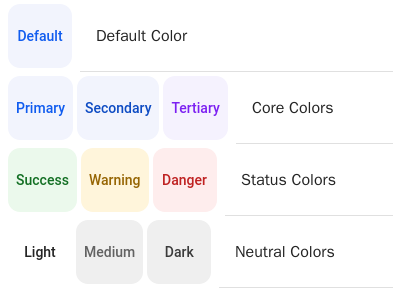 Default Default Color
Primary Secondary Tertiary Core Colors
Success Warning Danger Status Colors
Light Medium Dark Neutral Colors